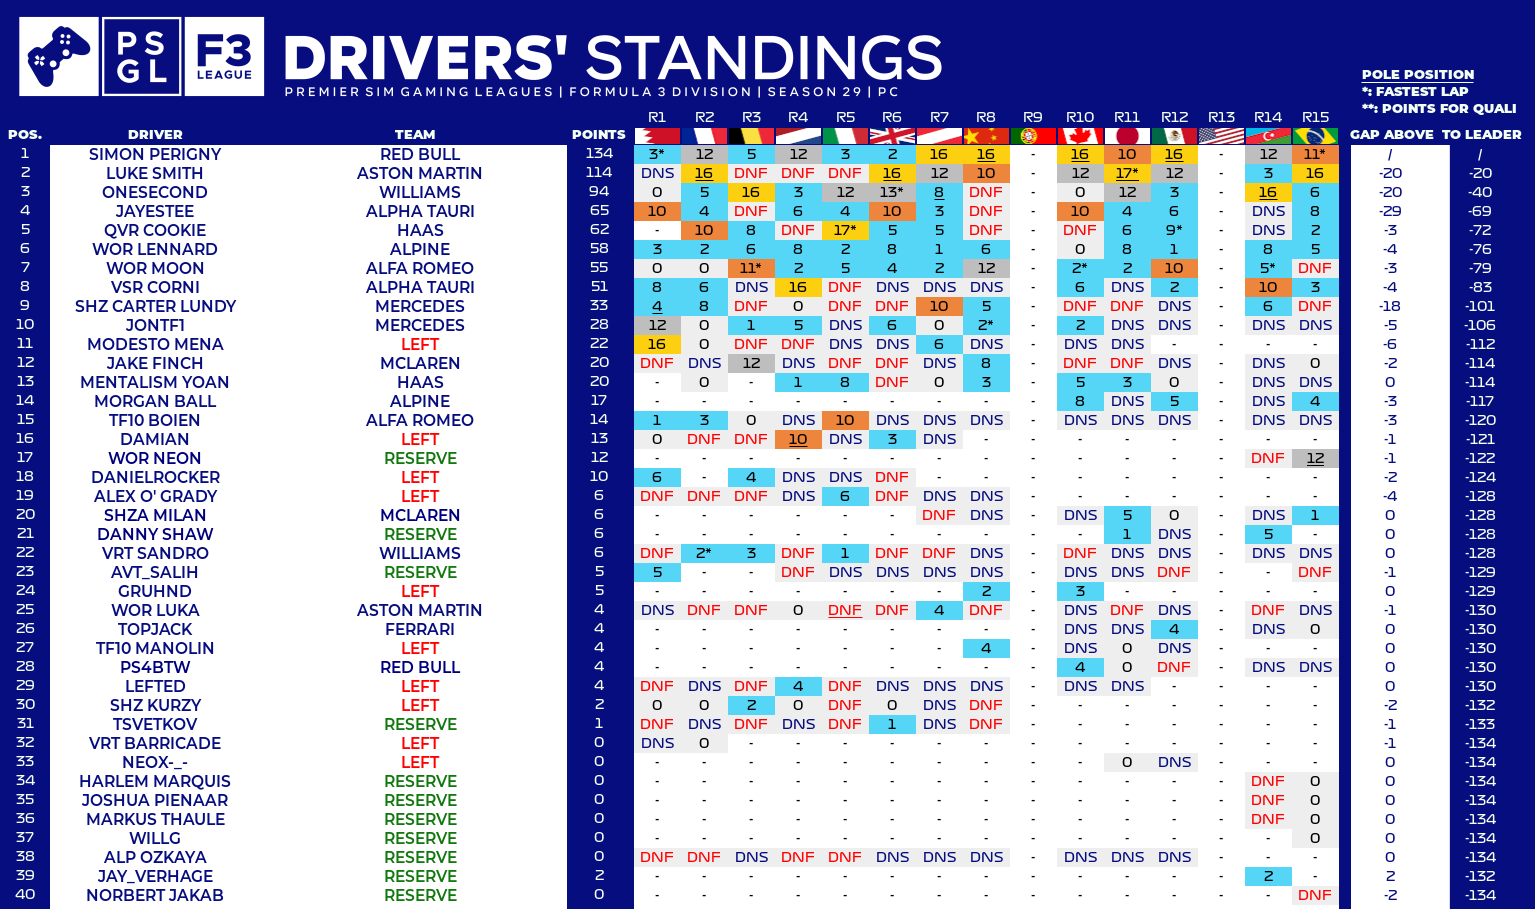 PS
GL
F3
LEAGUE
DRIVERS' STANDINGS
PREMIER SIM GAMING LEAGUES | FORMULA 3 DIVISION | SEASON 29 | PC
POLE POSITION
*: FASTEST LAP
**: POINTS FOR QUALI
R1 R2 R3 R4 R5 R6 R7 R8 R9 R10 R11 R12 R13 R14 R15
POS. DRIVER TEAM POINTS GAP ABOVE TO LEADER
1 SIMON PERIGNY RED BULL 134 3* 12 5 12 3 2 16 16 - 16 10 16 - 12 11* / /
2 LUKE SMITH ASTON MARTIN 114 DNS 16 DNF DNF DNF 16 12 10 - 12 17* 12 - 3 16 -20 -20
3 ONESECOND WILLIAMS 94 0 5 16 3 12 13* 8 DNF - 0 12 3 - 16 6 -20 -40
4 JAYESTEE ALPHA TAURI 65 10 4 DNF 6 4 10 3 DNF - 10 4 6 - DNS 8 -29 -69
5 QVR COOKIE HAAS 62 - 10 8 DNF 17* 5 5 DNF - DNF 6 9* - DNS 2 -3 -72
6 WOR LENNARD ALPINE 58 3 2 6 8 2 8 1 6 - 0 8 1 - 8 5 -4 -76
7 WOR MOON ALFA ROMEO 55 0 0 11* 2 5 4 2 12 - 2* 2 10 - 5* DNF -3 -79
8 VSR CORNI ALPHA TAURI 51 8 6 DNS 16 DNF DNS DNS DNS - 6 DNS 2 - 10 3 -4 -83
9 SHZ CARTER LUNDY MERCEDES 33 4 8 DNF 0 DNF DNF 10 5 - DNF DNF DNS - 6 DNF -18 -101
10 JONTF1 MERCEDES 28 12 0 1 5 DNS 6 0 2* - 2 DNS DNS - DNS DNS -5 -106
11 MODESTO MENA LEFT 22 16 0 DNF DNF DNS DNS 6 DNS - DNS DNS - - - - -6 -112
12 JAKE FINCH MCLAREN 20 DNF DNS 12 DNS DNF DNF DNS 8 - DNF DNF DNS - DNS 0 -2 -114
13 MENTALISM YOAN HAAS 20 - 0 - 1 8 DNF 0 3 - 5 3 0 - DNS DNS 0 -114
14 MORGAN BALL ALPINE 17 - - - - - - - - - 8 DNS 5 - DNS 4 -3 -117
15 TF10 BOIEN ALFA ROMEO 14 1 3 0 DNS 10 DNS DNS DNS - DNS DNS DNS - DNS DNS -3 -120
16 DAMIAN LEFT 13 0 DNF DNF 10 DNS 3 DNS - - - - - - - - -1 -121
17 WOR NEON RESERVE 12 - - - - - - - - - - - - - DNF 12 -1 -122
18 DANIELROCKER LEFT 10 6 - 4 DNS DNS DNF - - - - - - - - - -2 -124
19 ALEX O' GRADY LEFT 6 DNF DNF DNF DNS 6 DNF DNS DNS - - - - - - - -4 -128
20 SHZA MILAN MCLAREN 6 - - - - - - DNF DNS - DNS 5 0 - DNS 1 0 -128
21 DANNY SHAW RESERVE 6 - - - - - - - - - - 1 DNS - 5 - 0 -128
22 VRT SANDRO WILLIAMS 6 DNF 2* 3 DNF 1 DNF DNF DNS - DNF DNS DNS - DNS DNS 0 -128
23 AVT_SALIH RESERVE 5 5 - - DNF DNS DNS DNS DNS - DNS DNS DNF - - DNF -1 -129
24 GRUHND LEFT 5 - - - - - - - 2 - 3 - - - - - 0 -129
25 WOR LUKA ASTON MARTIN 4 DNS DNF DNF 0 DNF DNF 4 DNF - DNS DNF DNS - DNF DNS -1 -130
26 TOPJACK FERRARI 4 - - - - - - - - - DNS DNS 4 - DNS 0 0 -130
27 TF10 MANOLIN LEFT 4 - - - - - - - 4 - DNS 0 DNS - - - 0 -130
28 PS4BTW RED BULL 4 - - - - - - - - - 4 0 DNF - DNS DNS 0 -130
29 LEFTED LEFT 4 DNF DNS DNF 4 DNF DNS DNS DNS - DNS DNS - - - - 0 -130
30 SHZ KURZY LEFT 2 0 0 2 0 DNF 0 DNS DNF - - - - - - - -2 -132
31 TSVETKOV RESERVE 1 DNF DNS DNF DNS DNF 1 DNS DNF - - - - - - - -1 -133
32 VRT BARRICADE LEFT 0 DNS 0 - - - - - - - - - - - - - -1 -134
33 NEOX-_- LEFT 0 - - - - - - - - - - 0 DNS - - - 0 -134
34 HARLEM MARQUIS RESERVE 0 - - - - - - - - - - - - - DNF 0 0 -134
35 JOSHUA PIENAAR RESERVE 0 - - - - - - - - - - - - - DNF 0 0 -134
36 MARKUS THAULE RESERVE 0 - - - - - - - - - - - - - DNF 0 0 -134
37 WILLG RESERVE 0 - - - - - - - - - - - - - - 0 0 -134
38 ALP OZKAYA RESERVE 0 DNF DNF DNS DNF DNF DNS DNS DNS - DNS DNS DNS - - - 0 -134
39 JAY_VERHAGE RESERVE 2 - - - - - - - - - - - - - 2 - 2 -132
40 NORBERT JAKAB RESERVE 0 - - - - - - - - - - - - - - DNF -2 -134